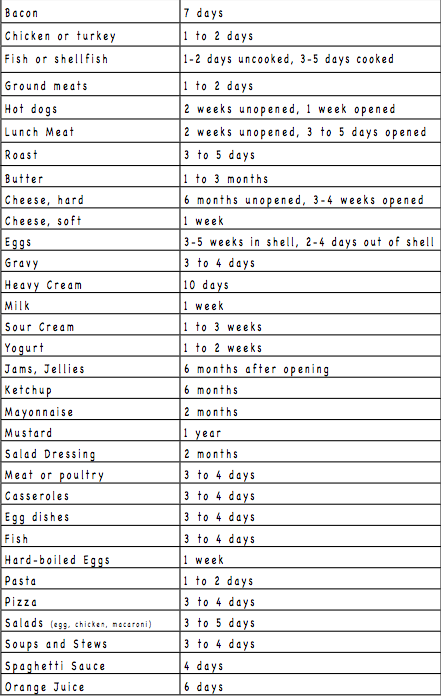 Bacon 7 days
Chicken or turkey 1 to 2 days
Fish or shellfish 1-2 days uncooked, 3-5 days cooked
Ground meats 1 to 2 days
Hot dogs 2 weeks unopened, 1 week opened
Lunch Meat 2 weeks unopened, 3 to 5 days opened
Roast 3 to 5 days
Butter 1 to 3 months
Cheese, hard 6 months unopened, 3-4 weeks opened
Cheese, soft 1 week
Eggs 3-5 weeks in shell, 2-4 days out of shell
Gravy 3 to 4 days
Heavy Cream 10 days
Milk 1 week
Sour Cream 1 to 3 weeks
Yogurt 1 to 2 weeks
Jams, Jellies 6 months after opening
Ketchup 6 months
Mayonnaise 2 months
Mustard 1 year
Salad Dressing 2 months
Meat or poultry 3 to 4 days
Casseroles 3 to 4 days
Egg dishes 3 to 4 days
Fish 3 to 4 days
Hard-boiled Eggs 1 week
Pasta 1 to 2 days
Pizza 3 to 4 days
Salads (egg, chicken, macaroni) 3 to 5 days
Soups and Stews 3 to 4 days
Spaghetti Sauce 4 days
Orange Juice 6 days